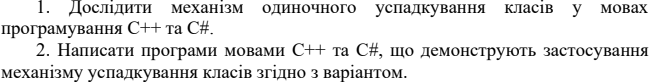 1. Дослідити механізм одиночного успадкування класів у мовах
програмування C++ та C#.
2. Написати програми мовами C++ та C#, що демонструють застосування
механізму успадкування класів згідно з варіантом.